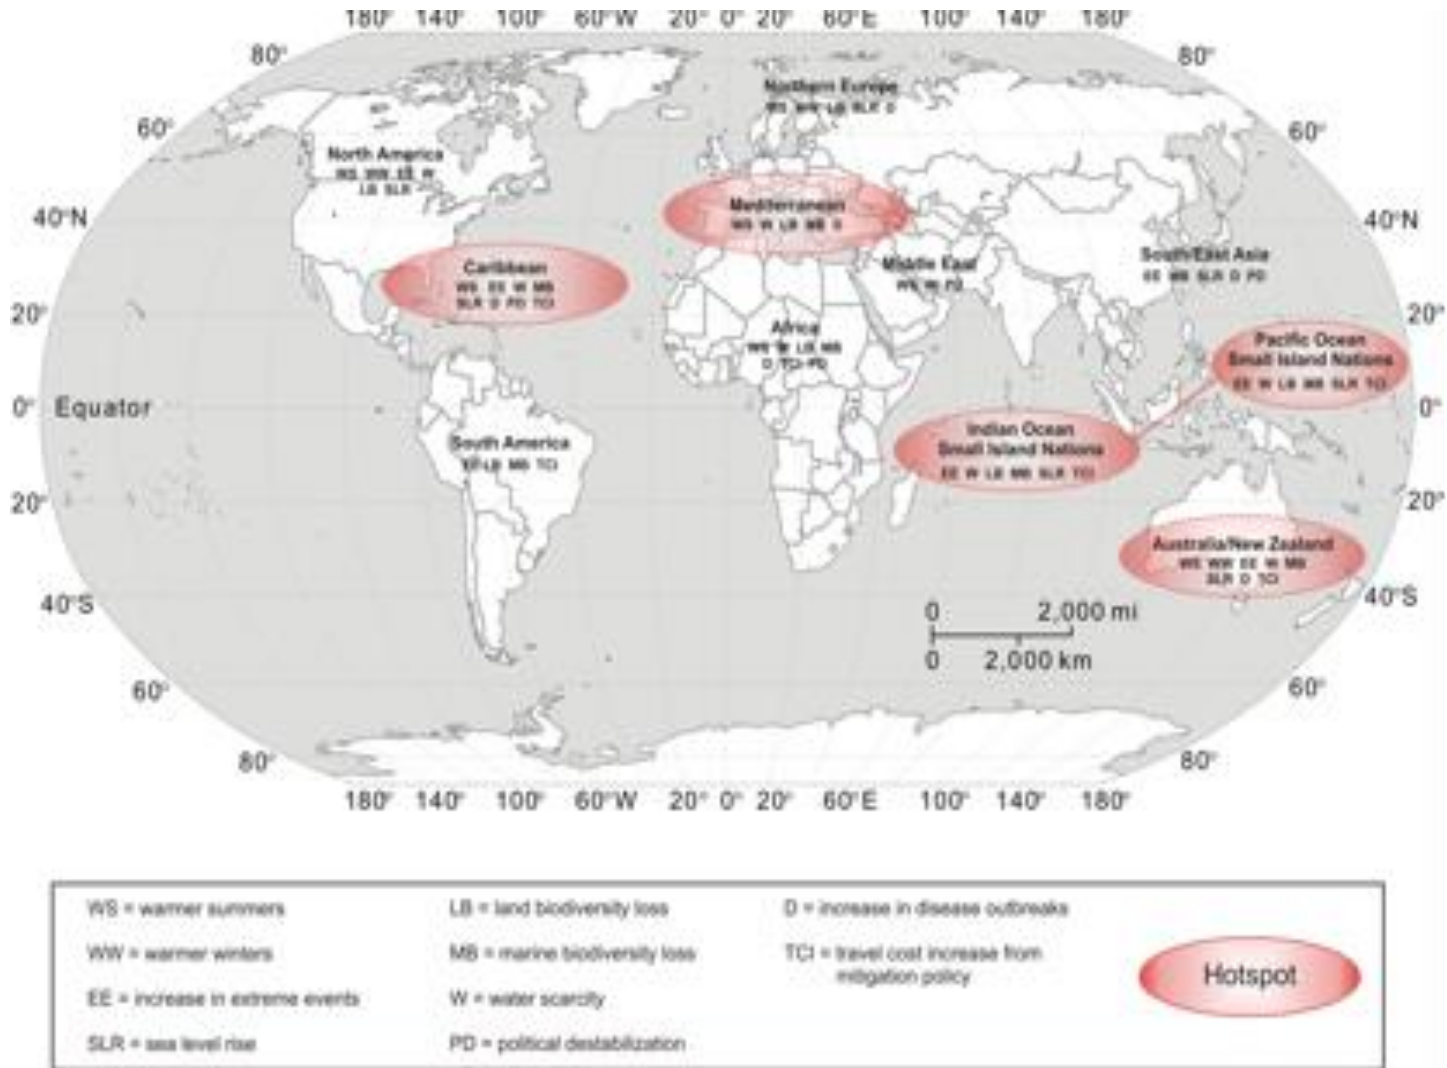 180° 140° 100° 60°W 20° 0° 20° 60°E 100° 140° 180°
80° 80°
Northern Europe
WS WW LB SLR D
60° 60°
North America
WS WW EE W
LB SLR
Mediterranean
WS W LB MB D
40°N 40°N
South/East Asia
EE MB SLR D PD
Middle East
WS W PD
Caribbean
WS EE W MB
SLR D PD TCI
20° 20°
Africa
WS W LB MB
D TCI PD
Pacific Ocean
Small Island Nations
EE W LB MB SLR TCI
0° Equator 0°
Indian Ocean
Small Island Nations
EE W LB MB SLR TCI
South America
EE LB MB TCI
20° 20°
Australia/New Zealand
WS WW EE W MB
SLR D TCI
40°S 40°S
0 2,000 mi
0 2,000 km
60° 60°
80° 80°
180° 140° 100° 60°W 20° 0° 20° 60°E 100° 140° 180°
WS = warmer summers
WW = warmer winters
EE = increase in extreme events
SLR = sea level rise
LB = land biodiversity loss
MB = marine biodiversity loss
W = water scarcity
PD = political destabilization
D = increase in disease outbreaks
TCI = travel cost increase from
mitigation policy
Hotspot